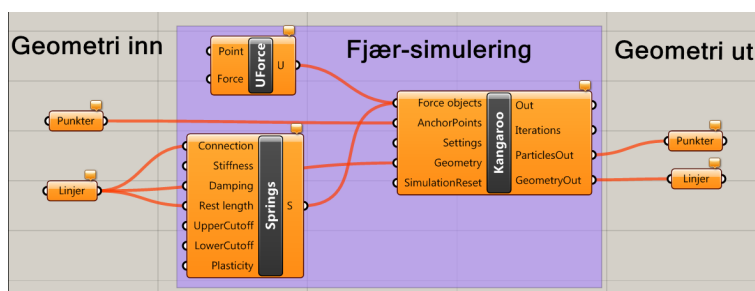 Geometri inn
Fjær-simulering
Geometri ut
Point
Force
UForce
U
Punkter
Linjer
Connection
Stiffness
Damping
Rest length
UpperCutoff
LowerCutoff
Plasticity
Springs
S
Force objects
AnchorPoints
Settings
Geometry
SimulationReset
Kangaroo
Out
Iterations
ParticlesOut
GeometryOut
Punkter
Linjer